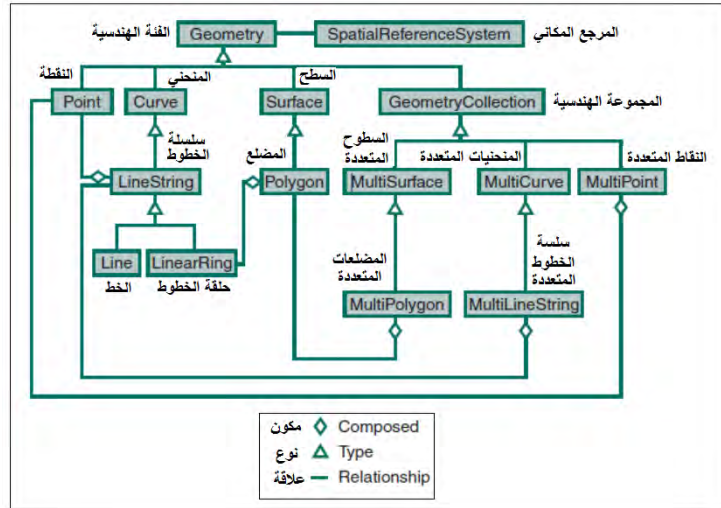 الفئة الهندسية Geometry SpatialReferenceSystem المرجع المكاني
النقطة المنحني السطح
Point Curve Surface GeometryCollection المجموعة الهندسية
سلسلة
الخطوط
المضلع
السطوح
المتعددة
المنحنيات المتعددة
النقاط المتعددة
LineString Polygon MultiSurface MultiCurve MultiPoint
Line LinearRing
الخط حلقة الخطوط
المضلعات
المتعددة
سلسة
الخطوط
المتعددة
MultiPolygon MultiLineString
مكون Composed
نوع Type
علاقة Relationship